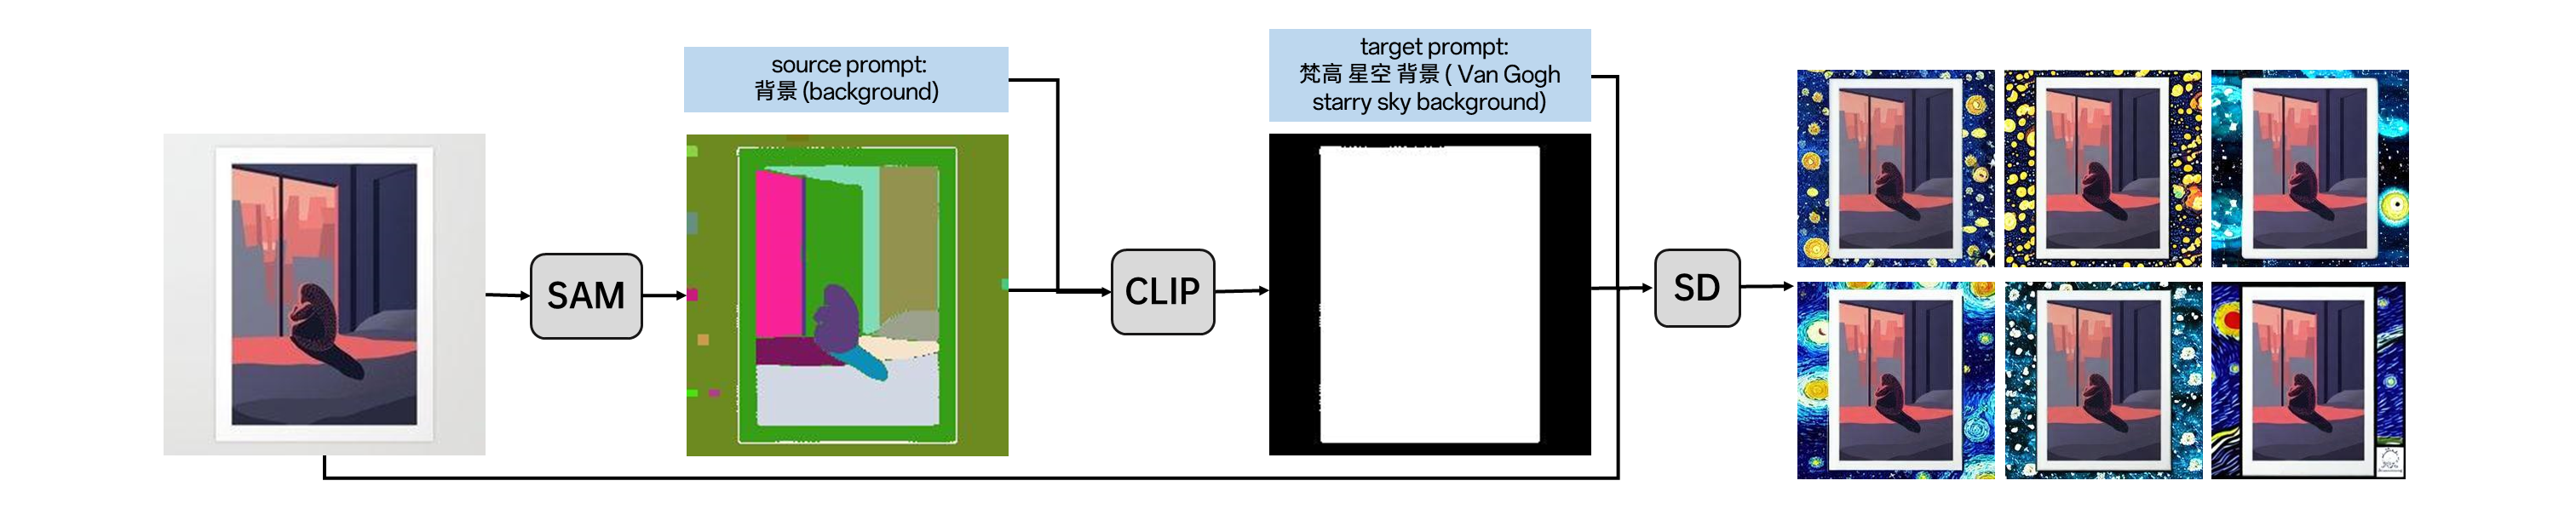 source prompt:
背景 (background)
target prompt:
梵高 星空 背景 ( Van Gogh
starry sky background)
SAM
CLIP
SD